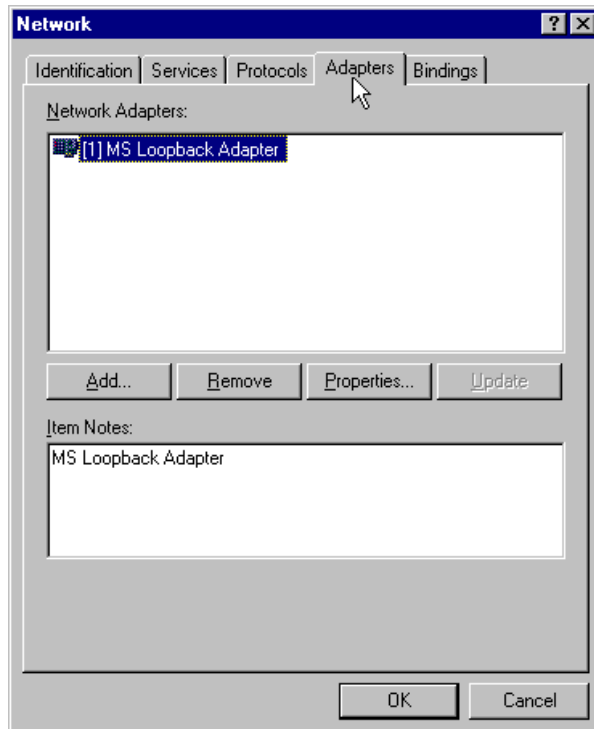 Network
Identification Services Protocols Adapters Bindings
Network Adapters:
[1] MS Loopback Adapter
Add... Remove Properties... Update
Item Notes:
MS Loopback Adapter
OK Cancel